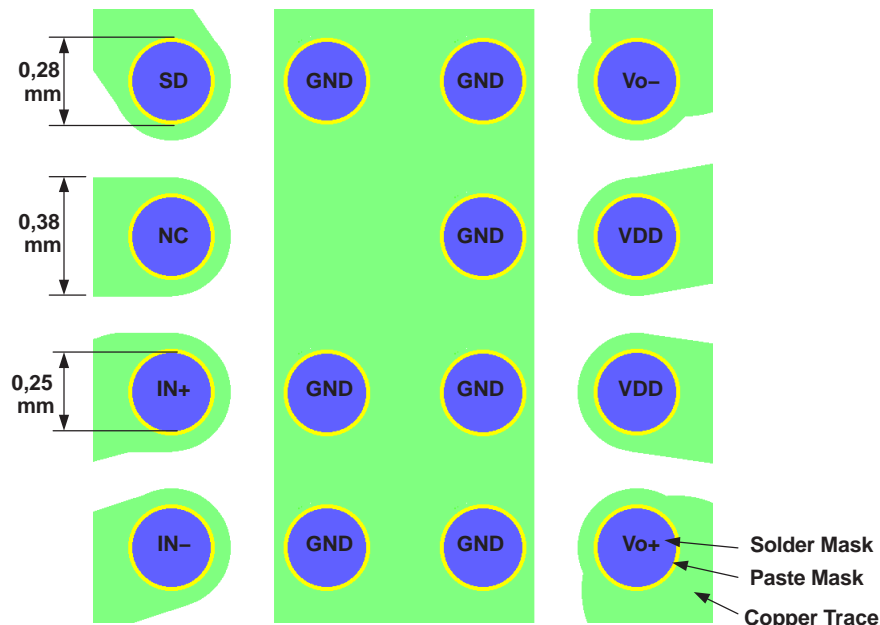 0,28
mm
SD
GND
GND
Vo–
0,38
mm
NC
GND
VDD
0,25
mm
IN+
GND
GND
VDD
IN–
GND
GND
Vo+
Solder Mask
Paste Mask
Copper Trace